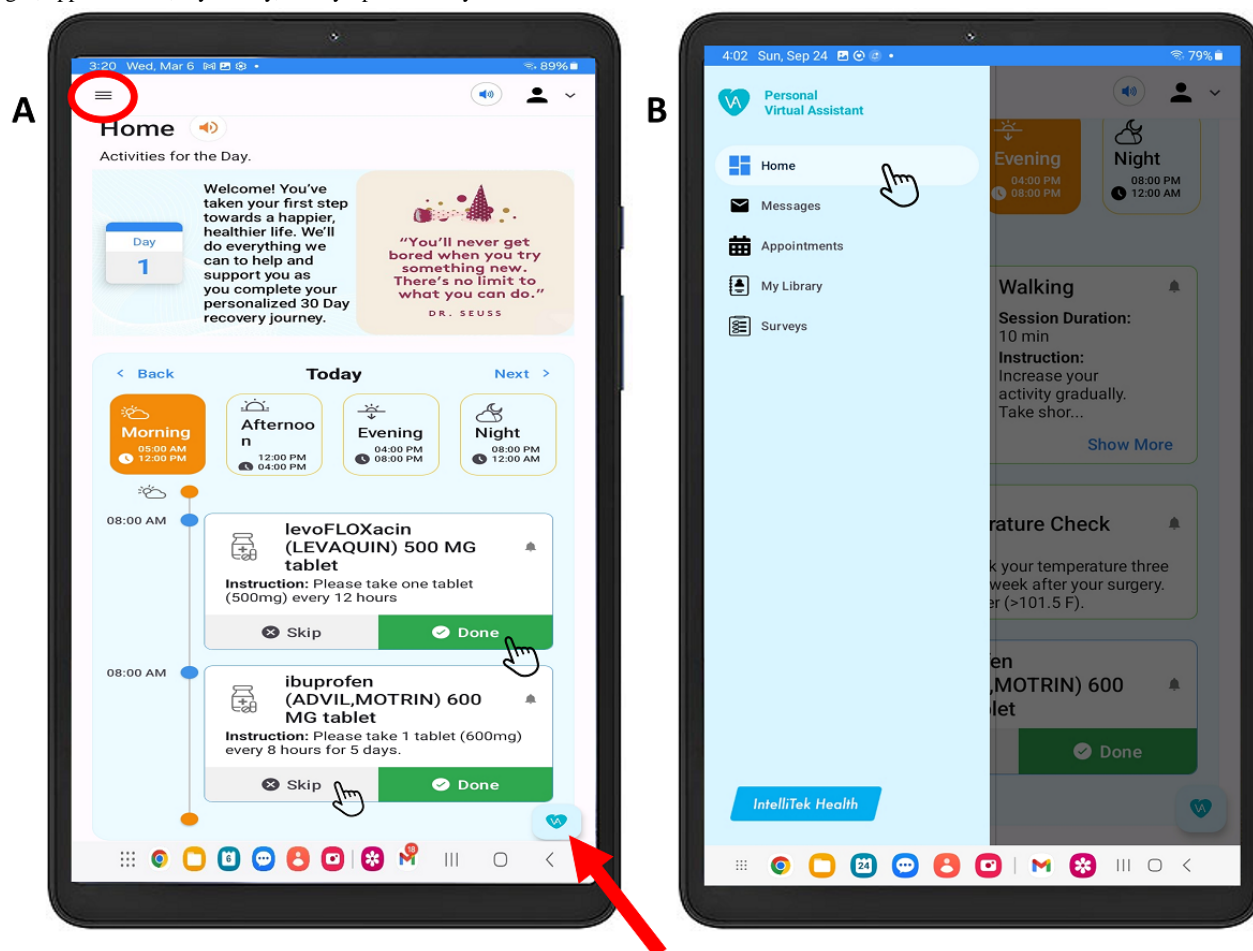 A
3:20 Wed, Mar 6
89%
Home
Activities for the Day.
Day
1
Welcome! You've
taken your first step
towards a happier,
healthier life. We'll
do everything we
can to help and
support you as
you complete your
personalized 30 Day
recovery journey.
"You'll never get
bored when you try
something new.
There's no limit to
what you can do."
DR. SEUSS
< Back
Today
Next >
Morning
05:00 AM
12:00 PM
Afternoo
n
12:00 PM
04:00 PM
Evening
04:00 PM
08:00 PM
Night
08:00 PM
12:00 AM
08:00 AM
levoFLOXacin
(LEVAQUIN) 500 MG
tablet
Instruction: Please take one tablet
(500mg) every 12 hours
Skip
Done
08:00 AM
ibuprofen
(ADVIL,MOTRIN) 600
MG tablet
Instruction: Please take 1 tablet (600mg)
every 8 hours for 5 days.
Skip
Done
VA
6
18
B
4:02 Sun, Sep 24
79%
VA
Personal
Virtual Assistant
Home
Messages
Appointments
My Library
Surveys
IntelliTek Health
Evening
04:00 PM
08:00 PM
Night
08:00 PM
12:00 AM
Walking
Session Duration:
10 min
Instruction:
Increase your
activity gradually.
Take shor...
Show More
rature Check
k your temperature three
week after your surgery.
er (>101.5 F).
en
,MOTRIN) 600
let
Done
VA
24